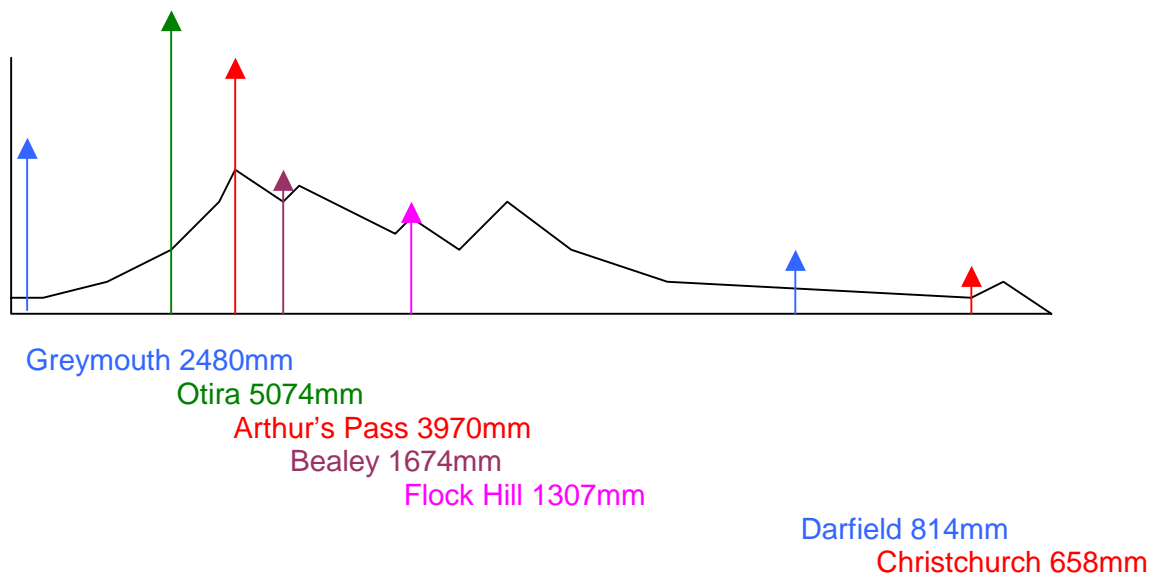 Greymouth 2480mm
Otira 5074mm
Arthur’s Pass 3970mm
Bealey 1674mm
Flock Hill 1307mm
Darfield 814mm
Christchurch 658mm